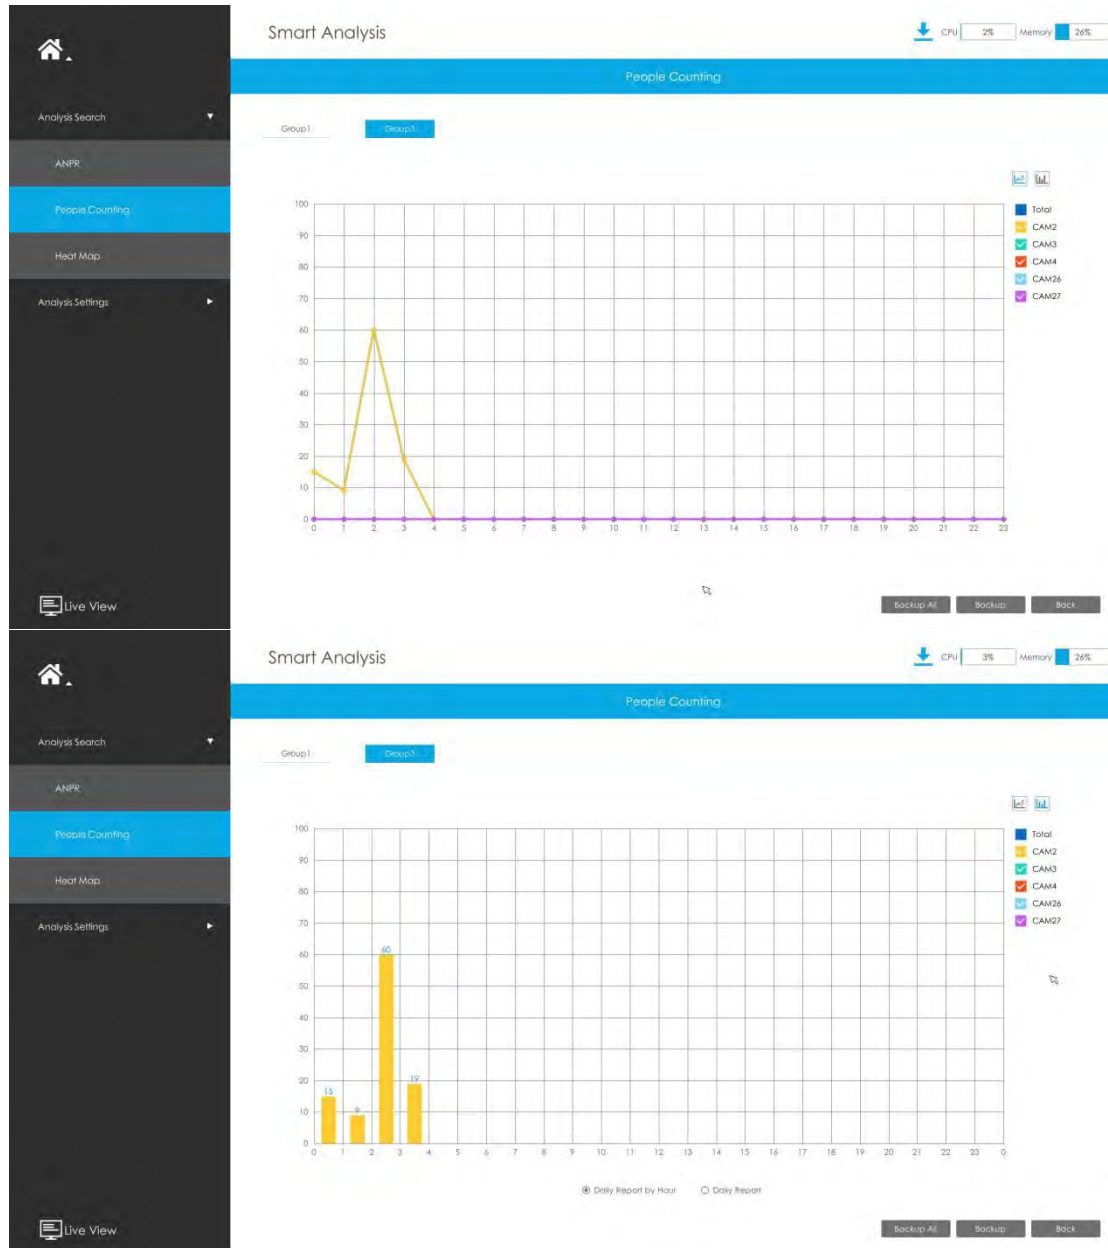 Smart Analysis
CPU 2% Memory 26%
People Counting
Analysis Search
ANPR
People Counting
Heat Map
Analysis Settings
Live View
Group1 Group3
Total
CAM2
CAM3
CAM4
CAM26
CAM27
100
90
80
70
60
50
40
30
20
10
0
0 1 2 3 4 5 6 7 8 9 10 11 12 13 14 15 16 17 18 19 20 21 22 23
Backup All Backup Back
Smart Analysis
CPU 3% Memory 26%
People Counting
Analysis Search
ANPR
People Counting
Heat Map
Analysis Settings
Live View
Group1 Group3
Total
CAM2
CAM3
CAM4
CAM26
CAM27
100
90
80
70
60
50
40
30
20
10
0
15 9 60 19
0 1 2 3 4 5 6 7 8 9 10 11 12 13 14 15 16 17 18 19 20 21 22 23 0
Daily Report by Hour Daily Report
Backup All Backup Back